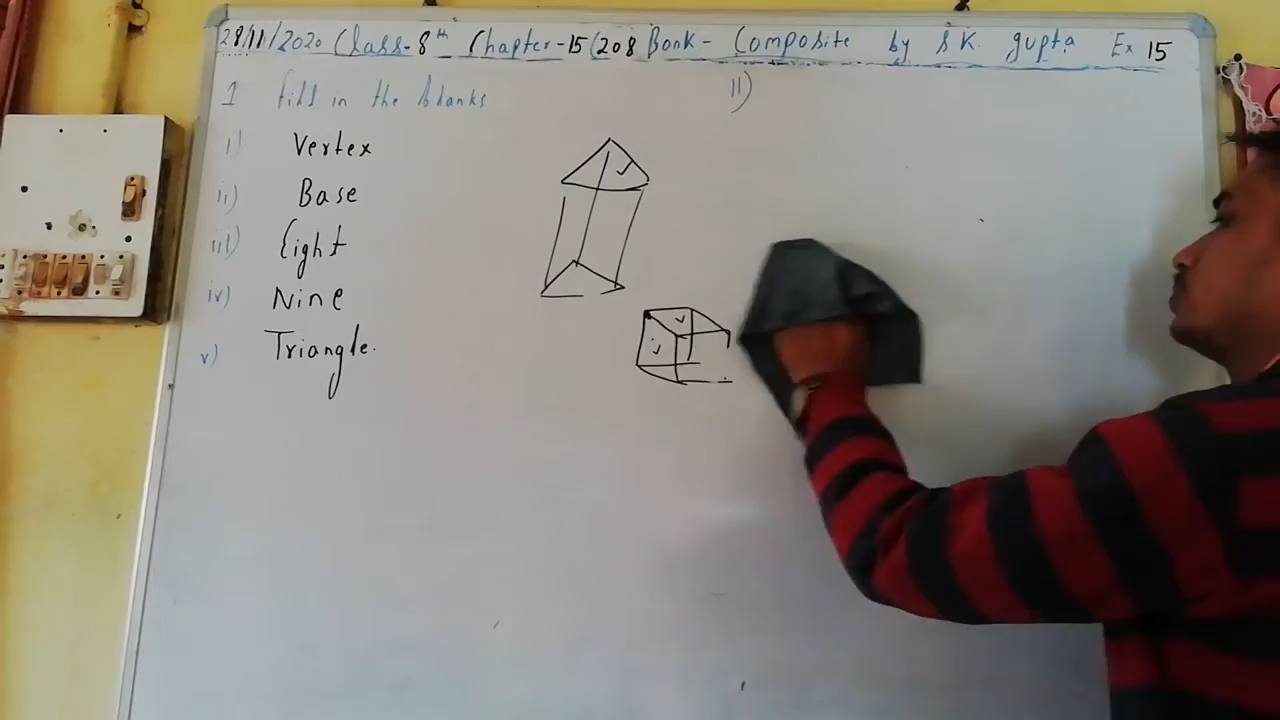 28/11/2020 Class-8th Chapter-15(208 Book- Composite by S K. gupta Ex 15
1 Fill in the blanks
i) Vertex
ii) Base
iii) Eight
iv) Nine
v) Triangle.
II)